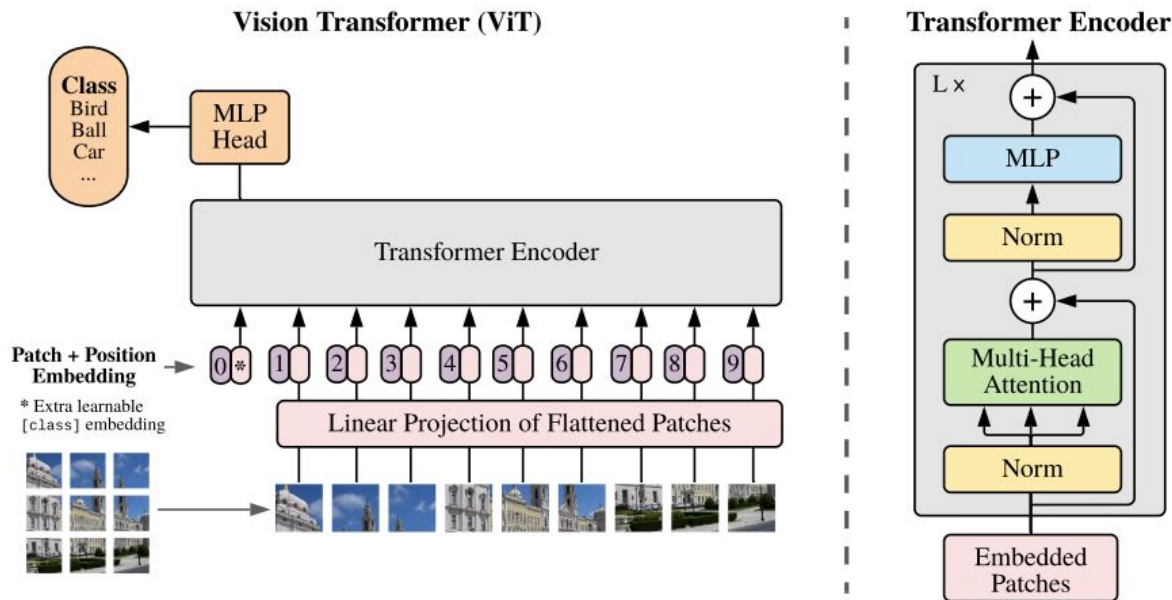 Vision Transformer (ViT)
Class
Bird
Ball
Car
...
MLP
Head
Transformer Encoder
Patch + Position
Embedding
0 * 1 2 3 4 5 6 7 8 9
* Extra learnable
[class] embedding
Linear Projection of Flattened Patches
Transformer Encoder
L ×
+
MLP
Norm
+
Multi-Head
Attention
Norm
Embedded
Patches